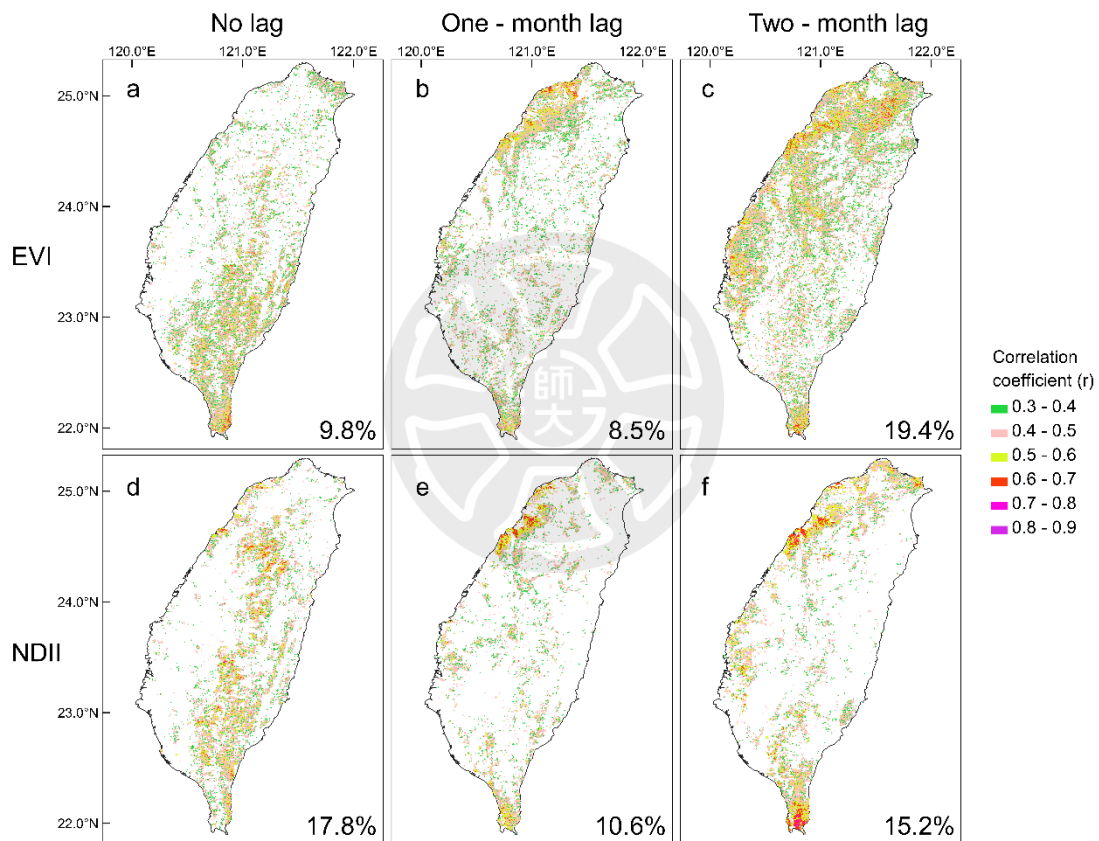 No lag
One - month lag
Two - month lag
120.0°E 121.0°E 122.0°E
120.0°E 121.0°E 122.0°E
120.0°E 121.0°E 122.0°E
25.0°N
24.0°N
23.0°N
22.0°N
EVI
a
9.8%
b
8.5%
c
19.4%
25.0°N
24.0°N
23.0°N
22.0°N
NDII
d
17.8%
e
10.6%
f
15.2%
師
大
Correlation
coefficient (r)
0.3 - 0.4
0.4 - 0.5
0.5 - 0.6
0.6 - 0.7
0.7 - 0.8
0.8 - 0.9